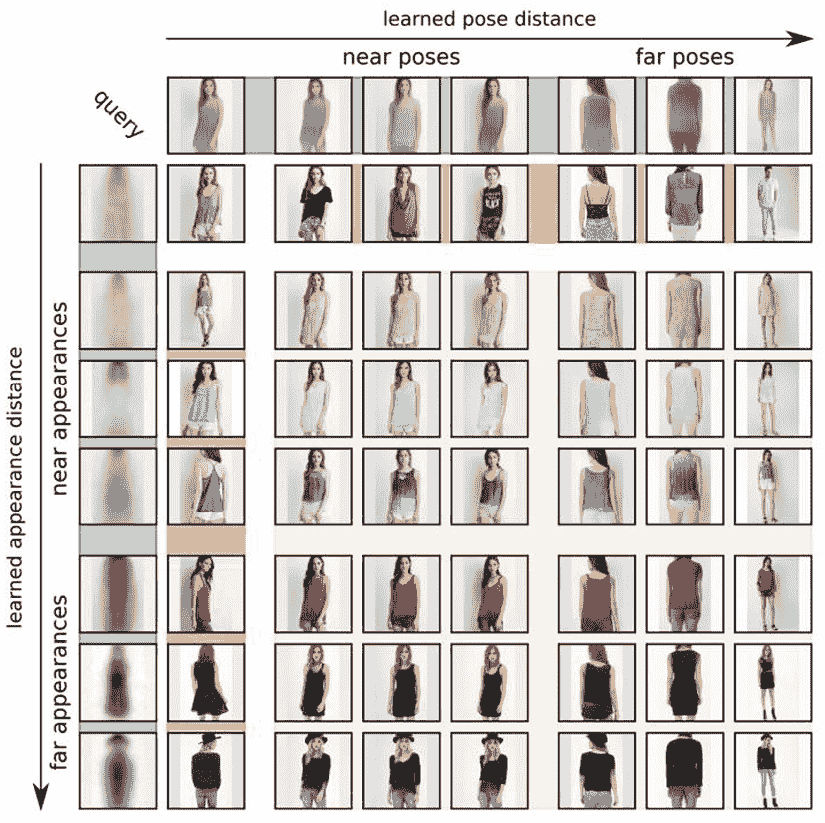 learned pose distance
near poses
far poses
query
learned appearance distance
near appearances
far appearances